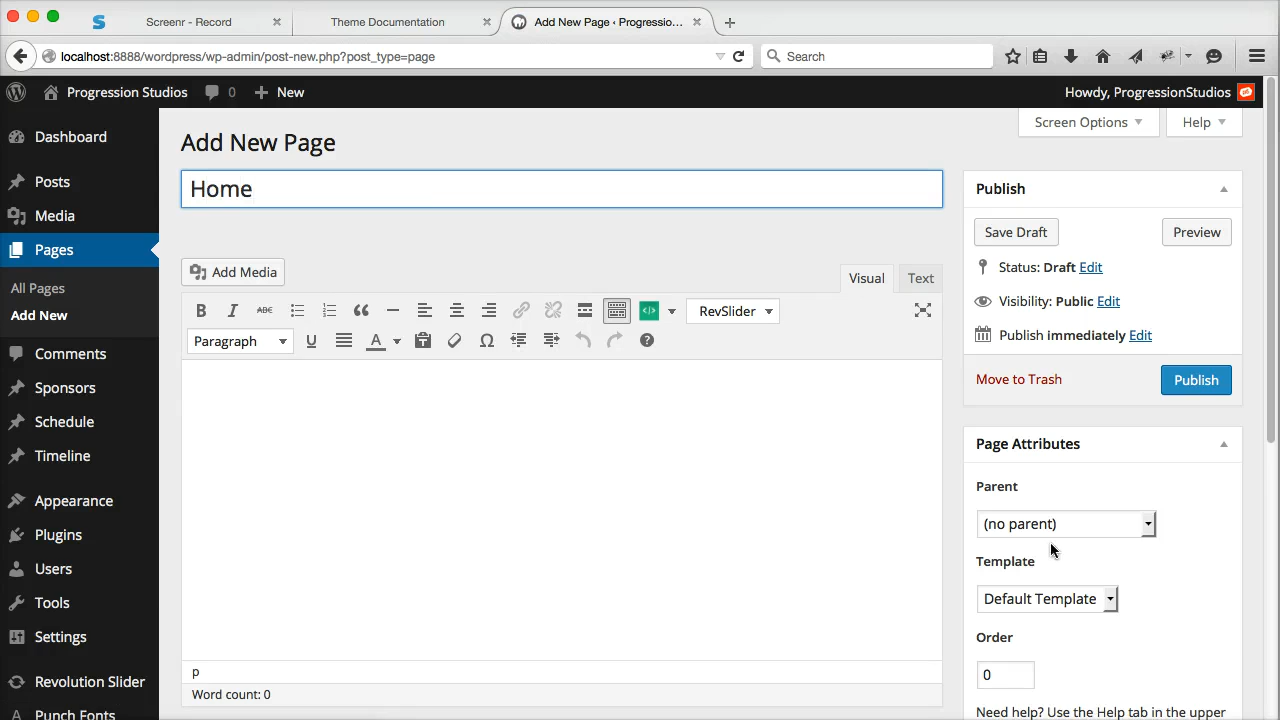 Screenr - Record
Theme Documentation
Add New Page ‹ Progressio...
localhost:8888/wordpress/wp-admin/post-new.php?post_type=page
Search
Progression Studios
0
New
Howdy, ProgressionStudios
Screen Options
Help
Dashboard
Posts
Media
Pages
All Pages
Add New
Comments
Sponsors
Schedule
Timeline
Appearance
Plugins
Users
Tools
Settings
Revolution Slider
Punch Fonts
Add New Page
Home
Add Media
Visual
Text
B
I
ABC
RevSlider
Paragraph
U
A
p
Word count: 0
Publish
Save Draft
Preview
Status: Draft Edit
Visibility: Public Edit
Publish immediately Edit
Move to Trash
Publish
Page Attributes
Parent
(no parent)
Template
Default Template
Order
0
Need help? Use the Help tab in the upper